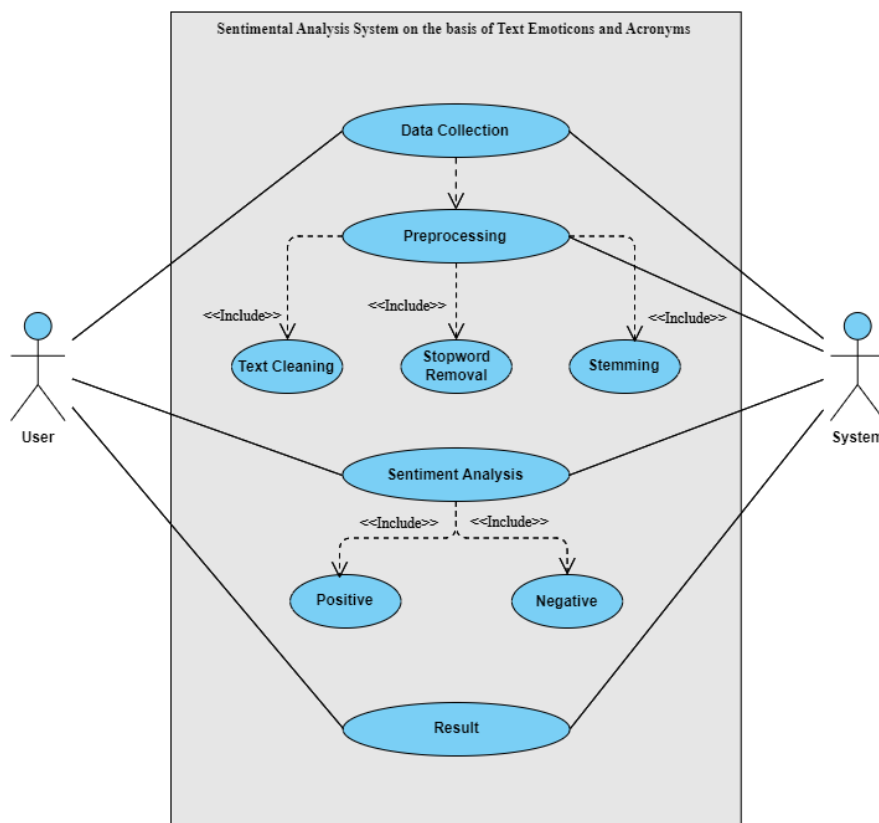 Sentimental Analysis System on the basis of Text Emoticons and Acronyms
Data Collection
Preprocessing
<<Include>>
<<Include>>
<<Include>>
Text Cleaning
Stopword
Removal
Stemming
User
System
Sentiment Analysis
<<Include>>
<<Include>>
Positive
Negative
Result